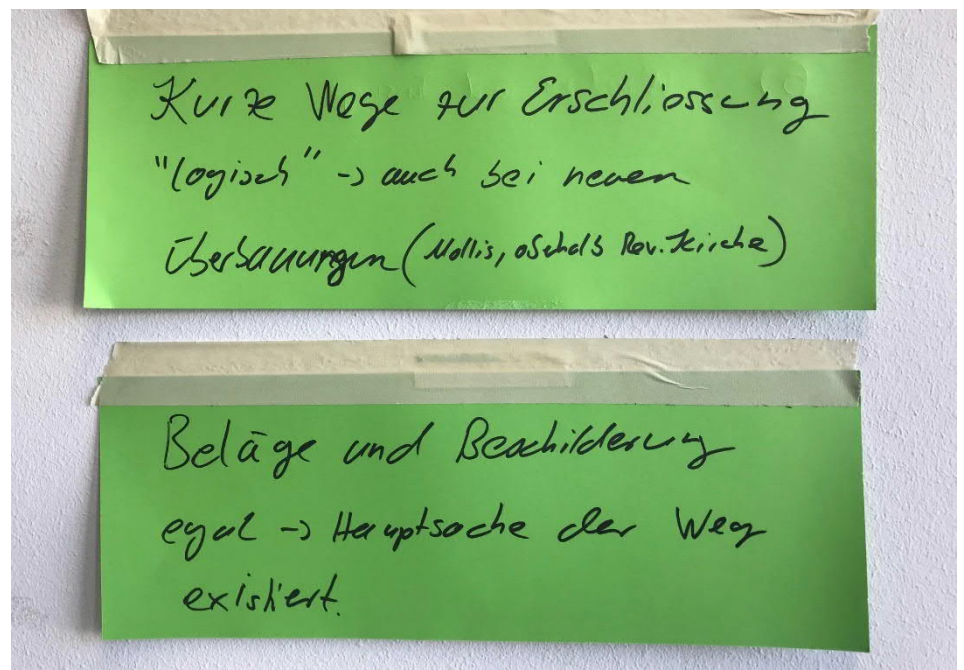 Kurze Wege zur Erschliessung
"logisch" -> auch bei neuen
Überbauungen (Mollis, oberhalb Rev. Kirche)
Beläge und Beschilderung
egal -> Hauptsache der Weg
existiert.